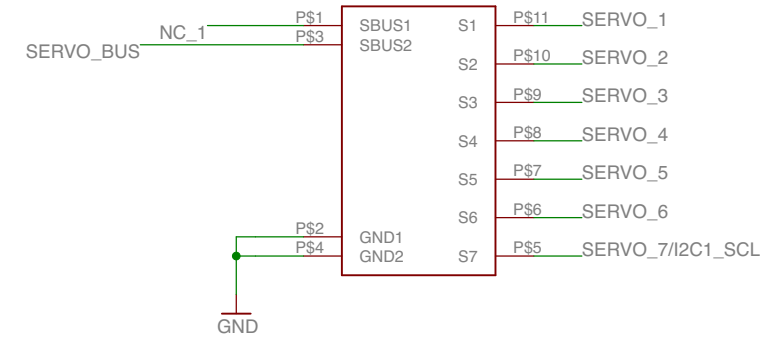 P$1 SBUS1 S1 P$11 SERVO_1
NC_1 P$3 SBUS2
SERVO_BUS
S2 P$10 SERVO_2
S3 P$9 SERVO_3
S4 P$8 SERVO_4
S5 P$7 SERVO_5
S6 P$6 SERVO_6
P$2 GND1
P$4 GND2 S7 P$5 SERVO_7/I2C1_SCL
GND